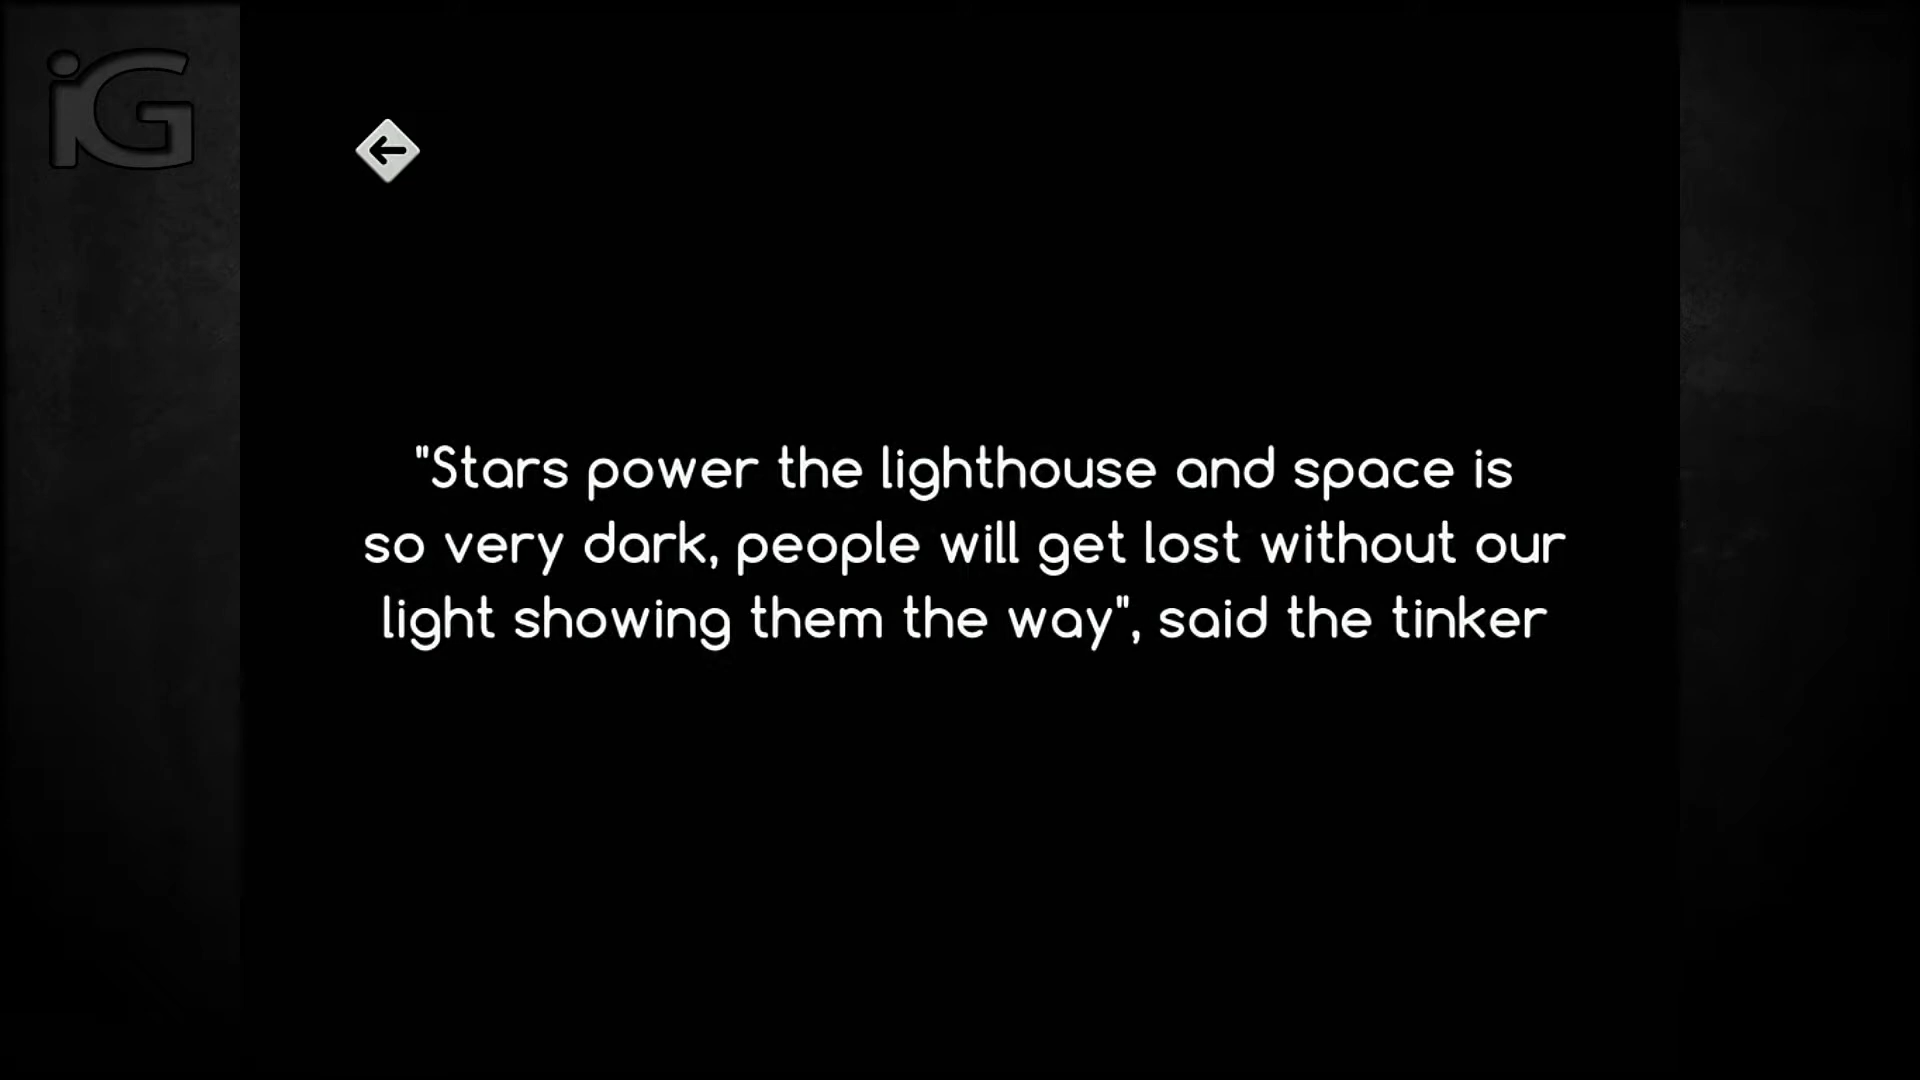 iG
"Stars power the lighthouse and space is
so very dark, people will get lost without our
light showing them the way", said the tinker